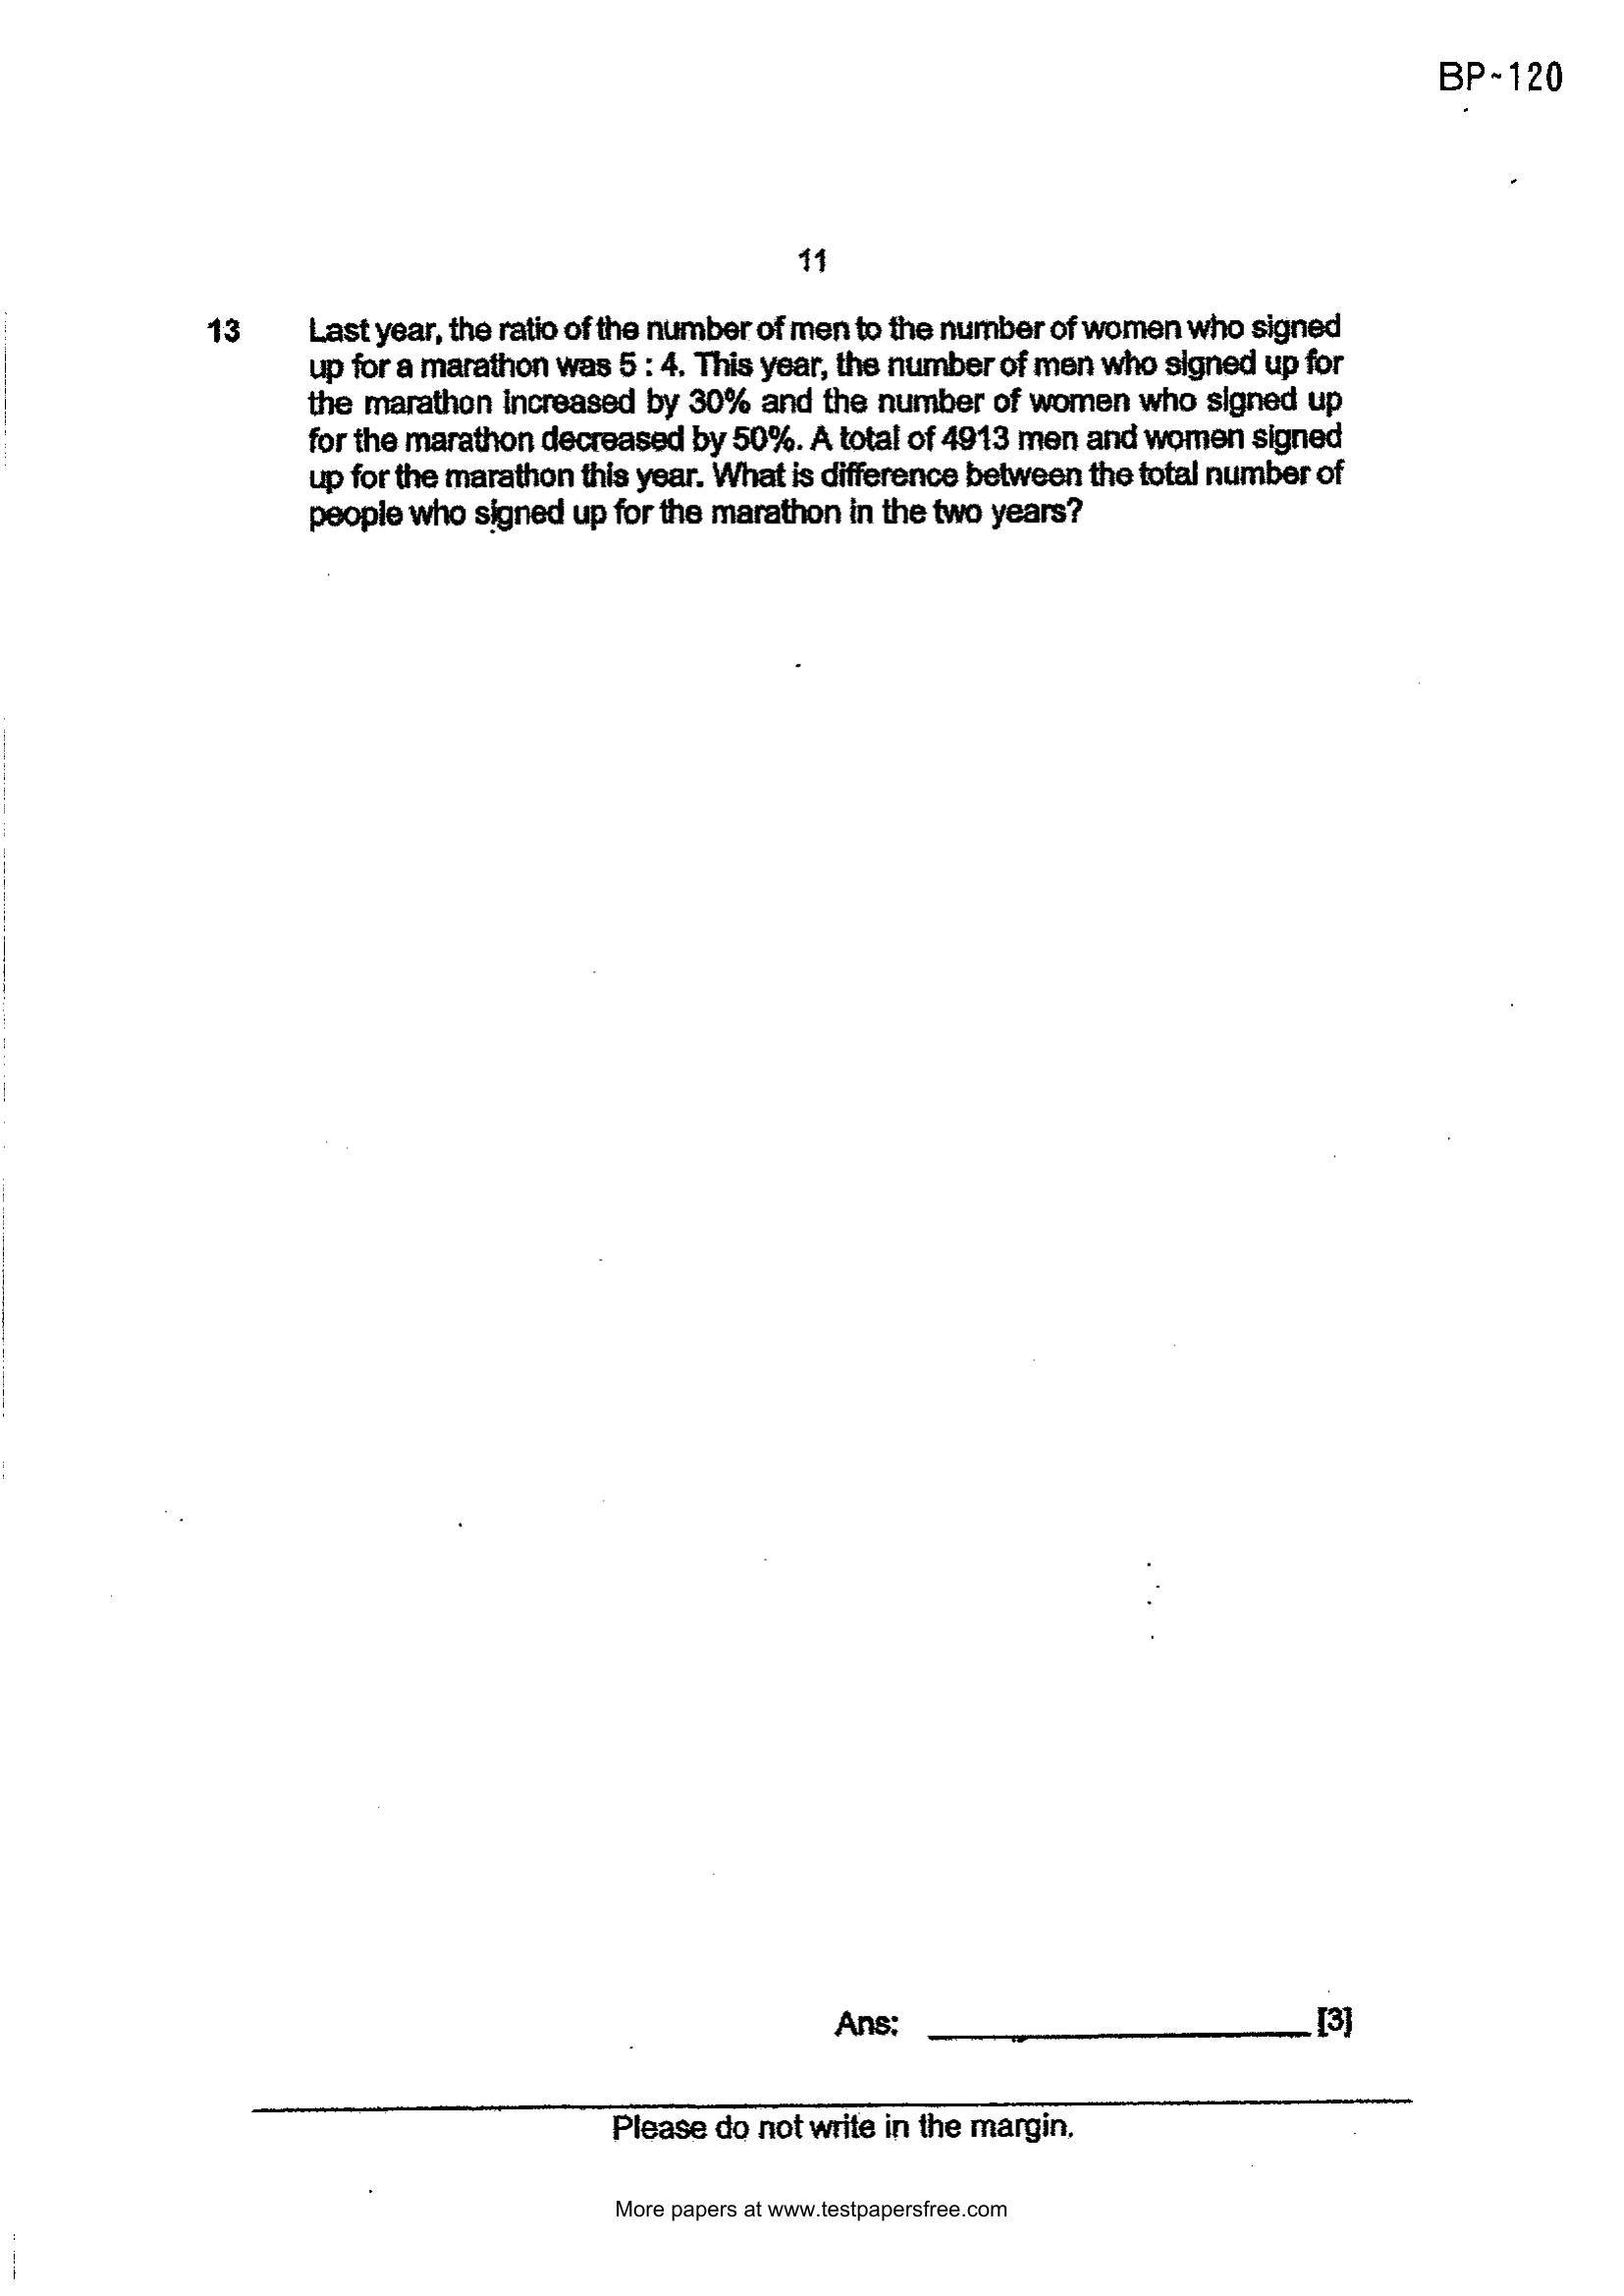 BP-120
11
13 Last year, the ratio of the number of men to the number of women who signed
up for a marathon was 5 : 4. This year, the number of men who signed up for
the marathon increased by 30% and the number of women who signed up
for the marathon decreased by 50%. A total of 4913 men and women signed
up for the marathon this year. What is difference between the total number of
people who signed up for the marathon in the two years?
Ans: ____________________ [3]
Please do not write in the margin.
More papers at www.testpapersfree.com